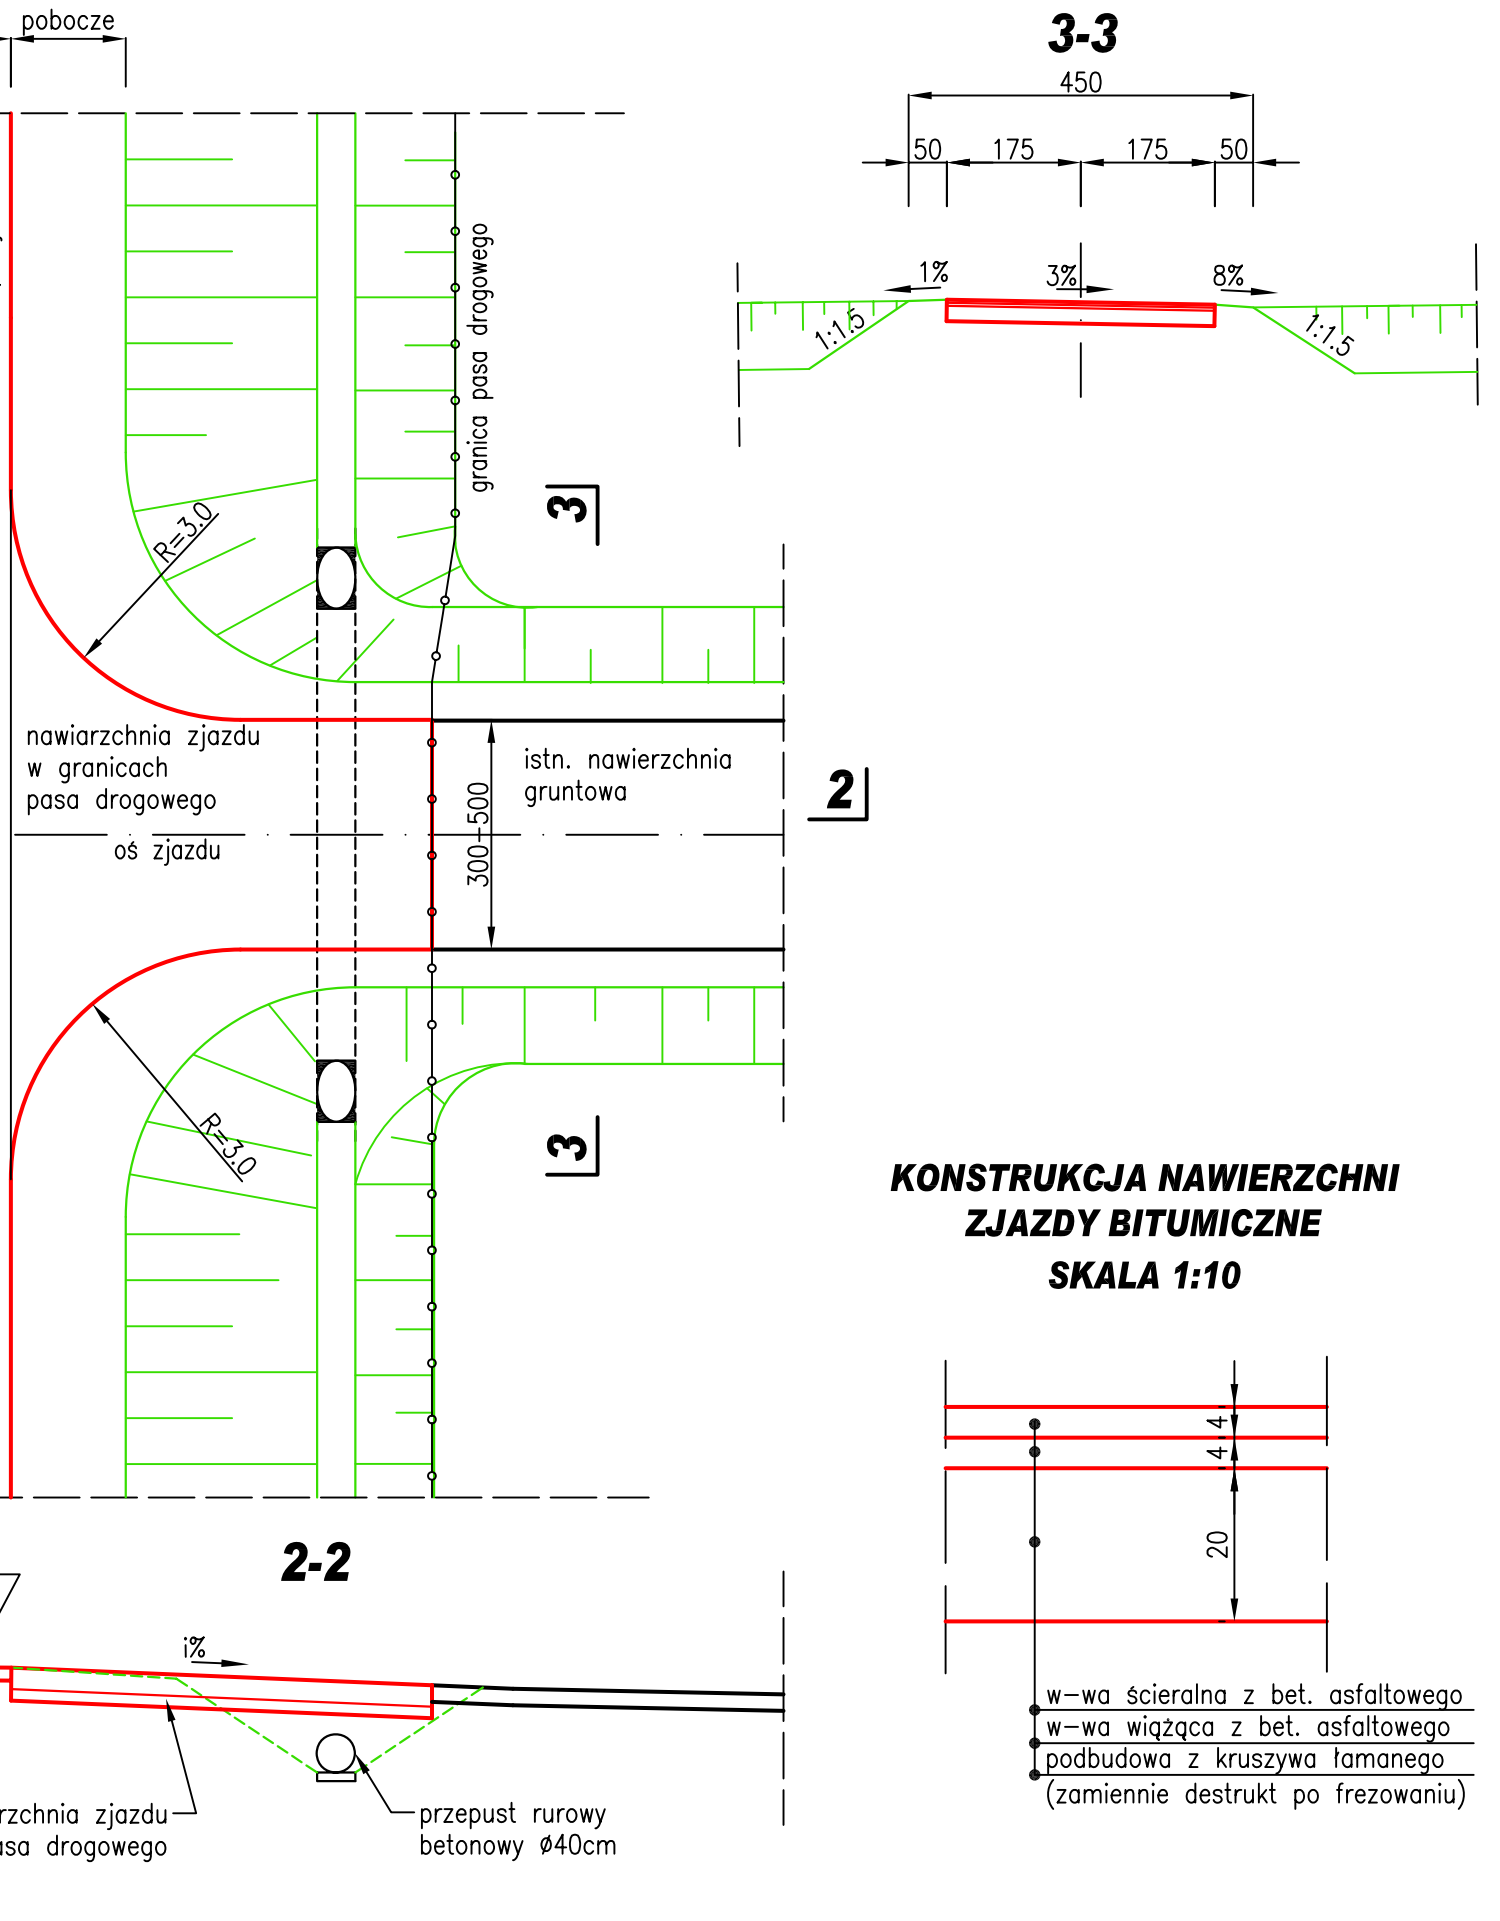 pobocze
3-3
450
50
175
175
50
1%
3%
8%
1:1.5
1:1.5
granica pasa drogowego
3
R=3.0
nawiarzchnia zjazdu
w granicach
pasa drogowego
istn. nawierzchnia
gruntowa
300-500
2
oś zjazdu
R=3.0
3
KONSTRUKCJA NAWIERZCHNI
ZJAZDY BITUMICZNE
SKALA 1:10
4
4
20
2-2
i%
w-wa ścieralna z bet. asfaltowego
w-wa wiążąca z bet. asfaltowego
podbudowa z kruszywa łamanego
(zamiennie destrukt po frezowaniu)
zjazdu
drogowego
przepust rurowy
betonowy Ø40cm